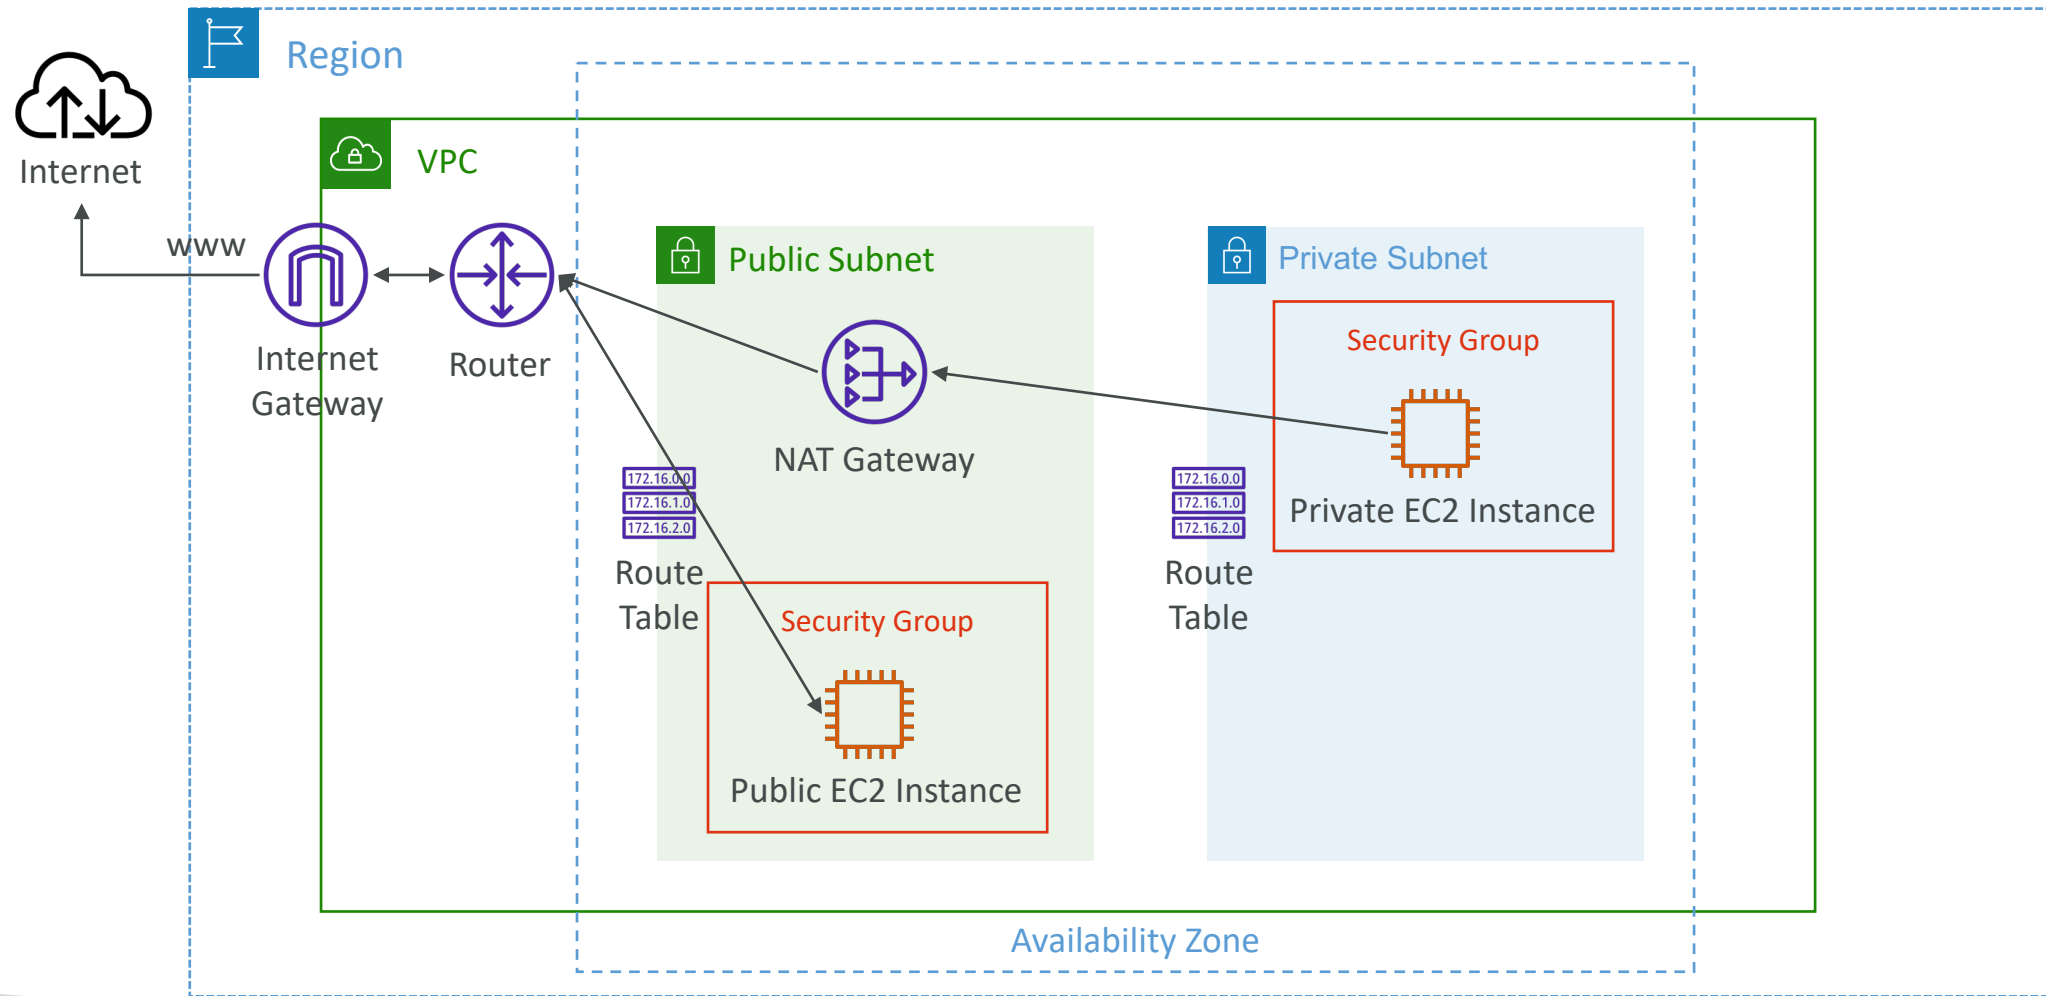 Region
Internet
VPC
www
Public Subnet
Private Subnet
Internet
Gateway
Router
Security Group
NAT Gateway
172.16.0.0
172.16.1.0
172.16.2.0
Route
Table
172.16.0.0
172.16.1.0
172.16.2.0
Route
Table
Private EC2 Instance
Security Group
Public EC2 Instance
Availability Zone